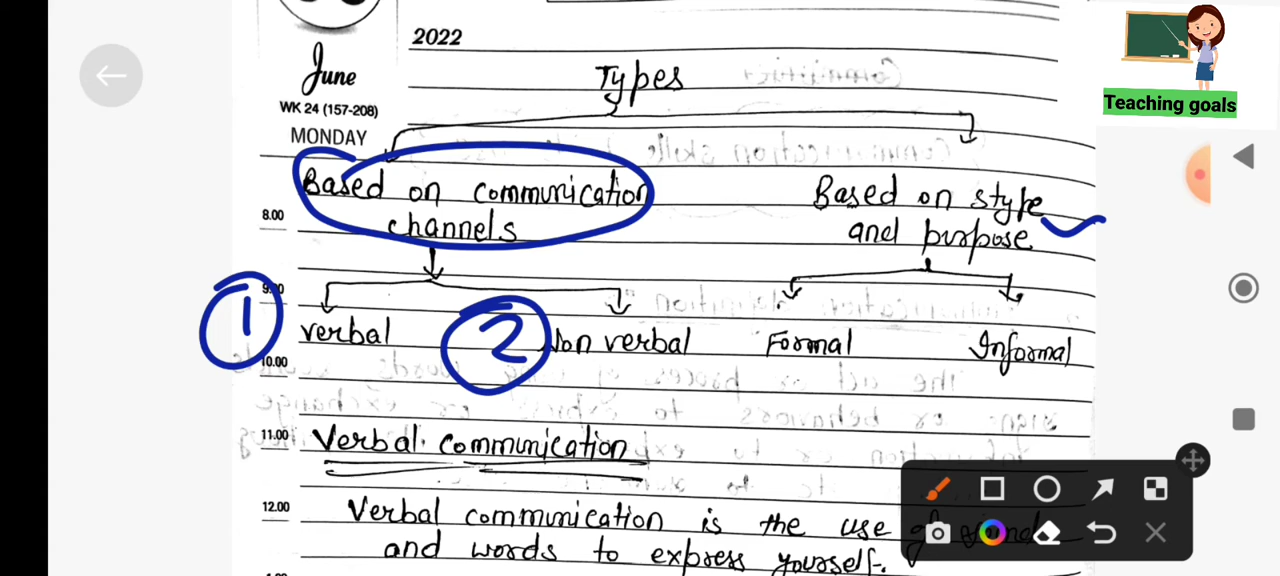 2022
June
WK 24 (157-208)
MONDAY
Teaching goals
Types
Based on communication
channels
Based on style
and purpose
8.00
9.00
1
2
verbal
Non verbal
Formal
Informal
10.00
11.00
Verbal communication
12.00
Verbal communication is the use of sound
and words to express yourself.